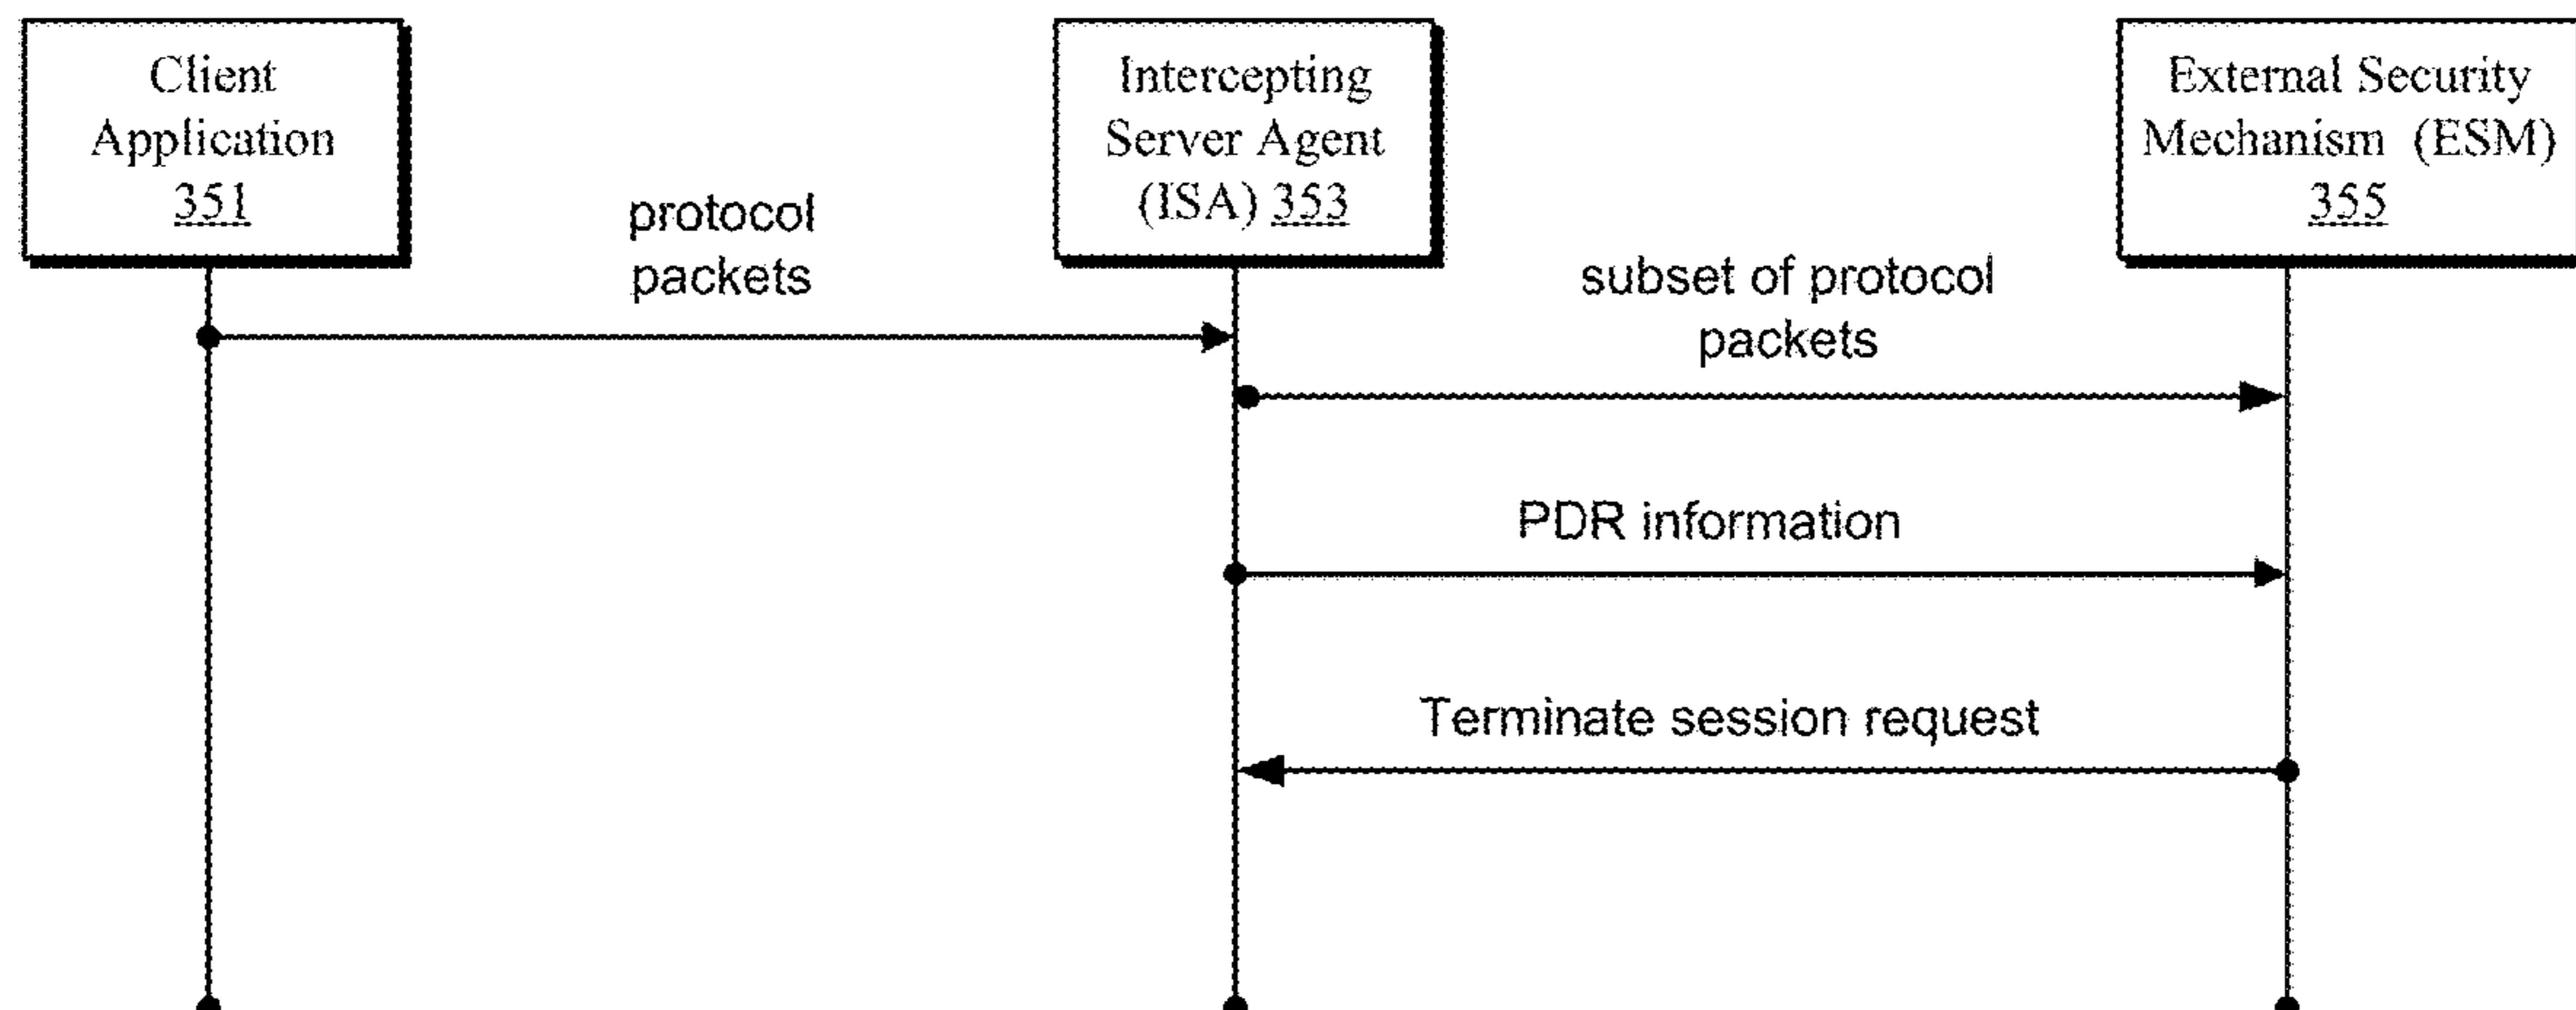 Client
Application
351
Intercepting
Server Agent
(ISA) 353
External Security
Mechanism (ESM)
355
protocol
packets
subset of protocol
packets
PDR information
Terminate session request